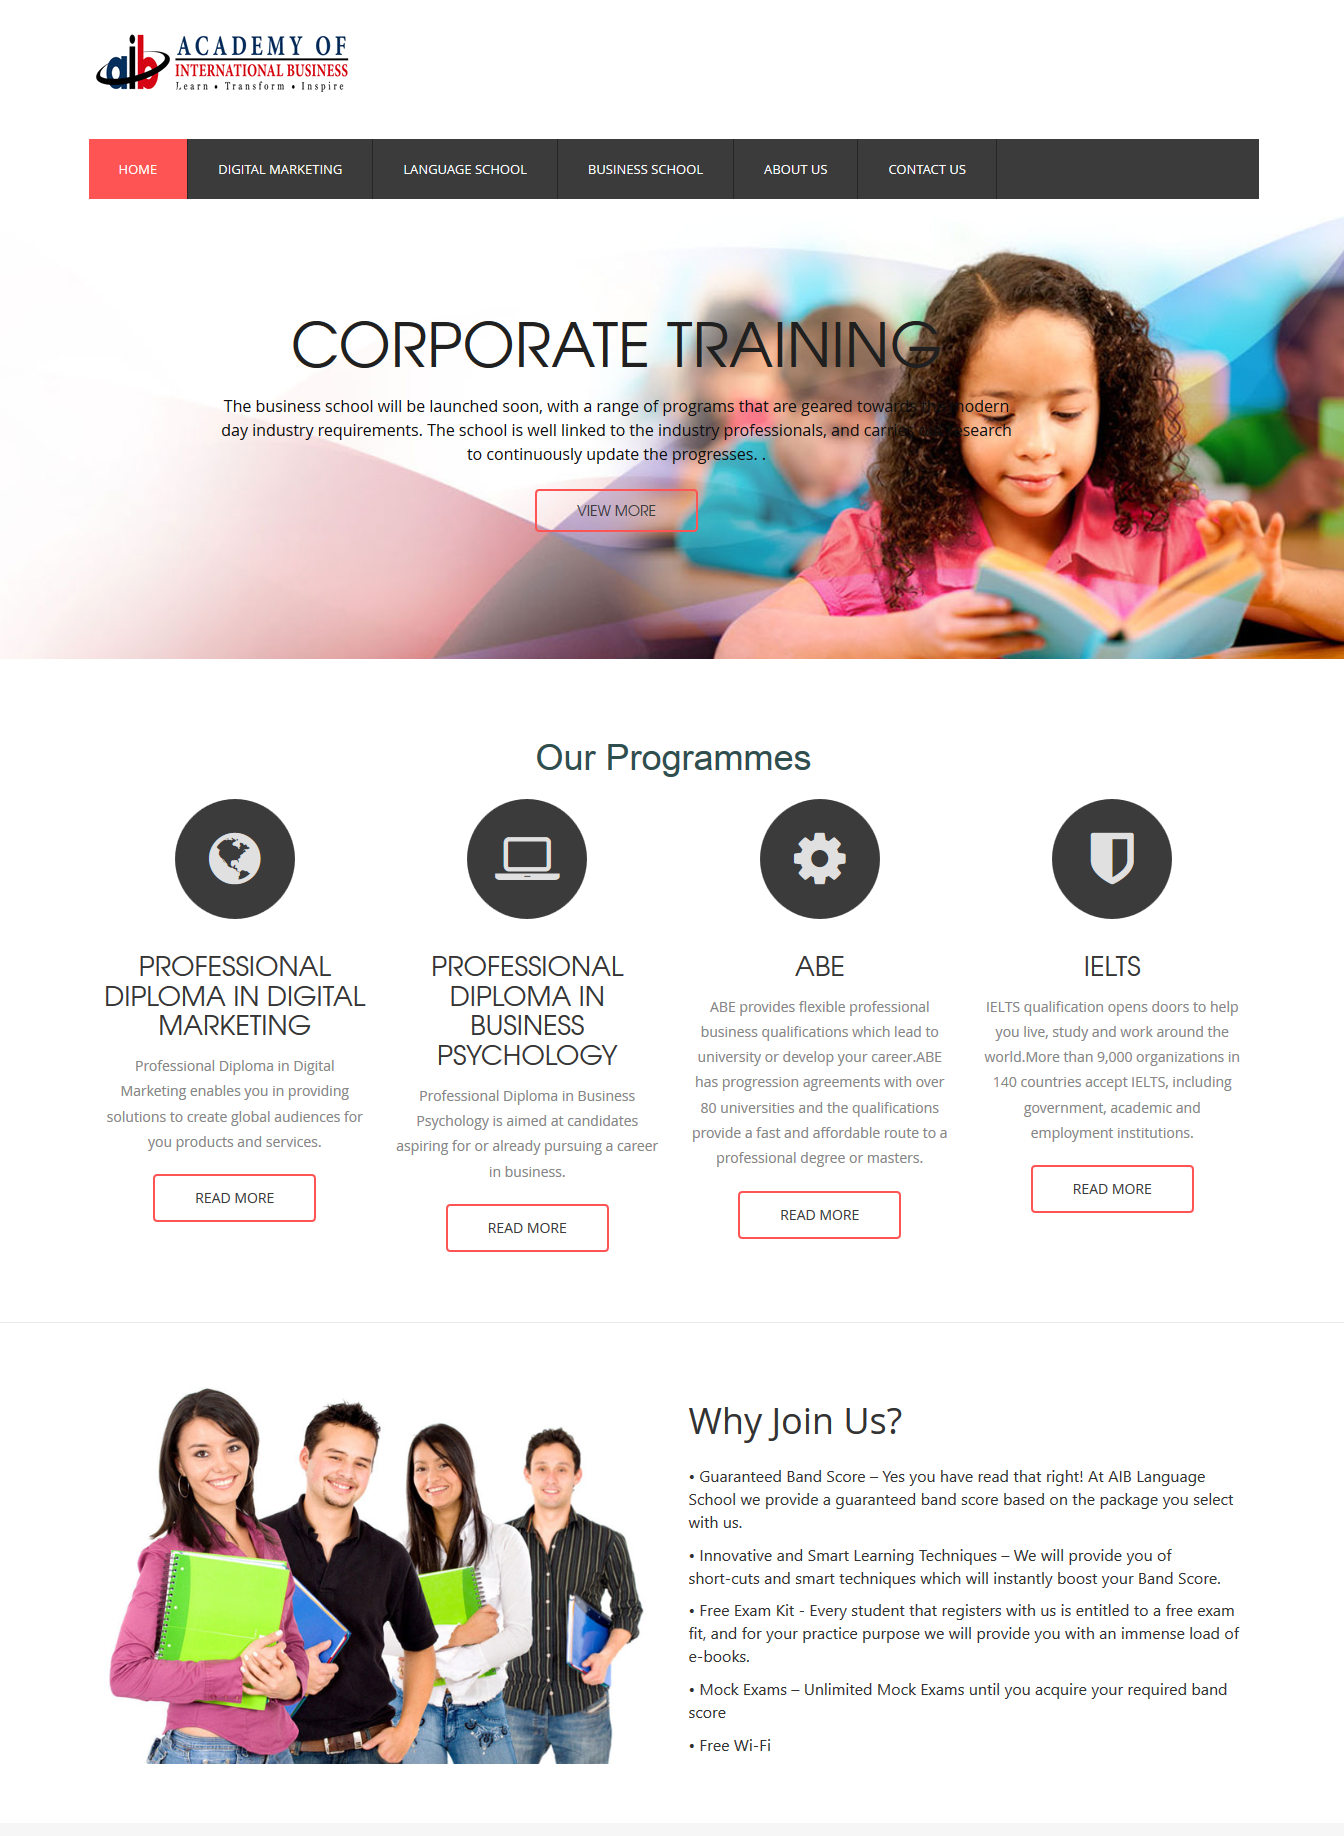 aib ACADEMY OF
INTERNATIONAL BUSINESS
Learn • Transform • Inspire
HOME DIGITAL MARKETING LANGUAGE SCHOOL BUSINESS SCHOOL ABOUT US CONTACT US
CORPORATE TRAINING
The business school will be launched soon, with a range of programs that are geared towards the modern
day industry requirements. The school is well linked to the industry professionals, and carries research
to continuously update the progresses. .
VIEW MORE
Our Programmes
PROFESSIONAL
DIPLOMA IN DIGITAL
MARKETING
Professional Diploma in Digital
Marketing enables you in providing
solutions to create global audiences for
you products and services.
READ MORE
PROFESSIONAL
DIPLOMA IN
BUSINESS
PSYCHOLOGY
Professional Diploma in Business
Psychology is aimed at candidates
aspiring for or already pursuing a career
in business.
READ MORE
ABE
ABE provides flexible professional
business qualifications which lead to
university or develop your career.ABE
has progression agreements with over
80 universities and the qualifications
provide a fast and affordable route to a
professional degree or masters.
READ MORE
IELTS
IELTS qualification opens doors to help
you live, study and work around the
world.More than 9,000 organizations in
140 countries accept IELTS, including
government, academic and
employment institutions.
READ MORE
Why Join Us?
• Guaranteed Band Score – Yes you have read that right! At AIB Language
School we provide a guaranteed band score based on the package you select
with us.
• Innovative and Smart Learning Techniques – We will provide you of
short-cuts and smart techniques which will instantly boost your Band Score.
• Free Exam Kit - Every student that registers with us is entitled to a free exam
fit, and for your practice purpose we will provide you with an immense load of
e-books.
• Mock Exams – Unlimited Mock Exams until you acquire your required band
score
• Free Wi-Fi